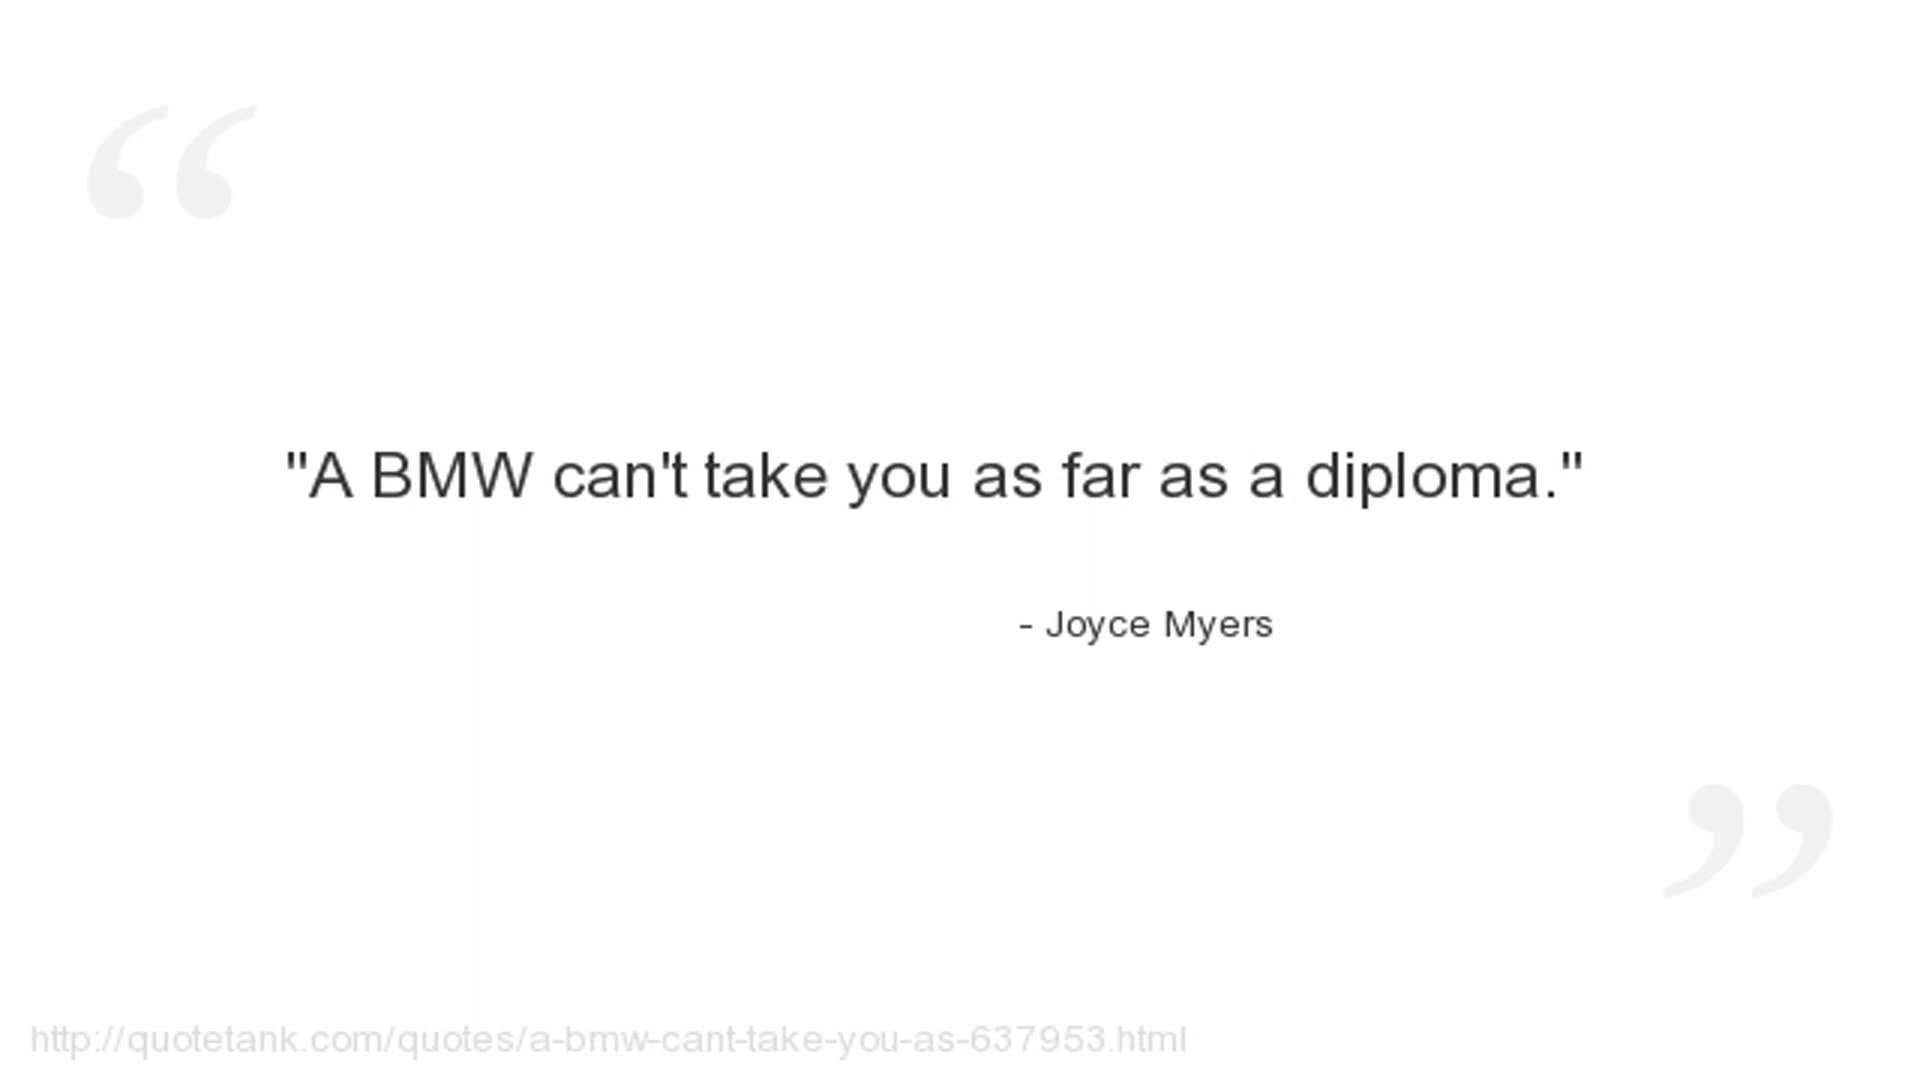 “
"A BMW can't take you as far as a diploma."
- Joyce Myers
”
http://quotetank.com/quotes/a-bmw-cant-take-you-as-637953.html